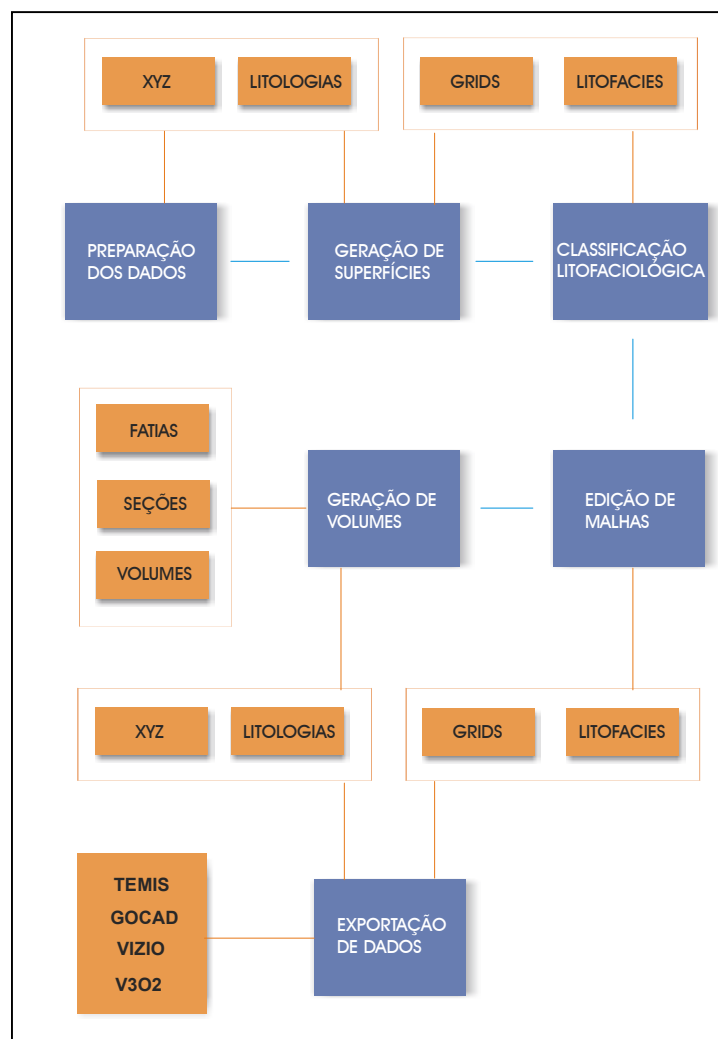 XYZ
LITOLOGIAS
GRIDS
LITOFACIES
PREPARAÇÃO
DOS DADOS
GERAÇÃO DE
SUPERFÍCIES
CLASSIFICAÇÃO
LITOFACIOLÓGICA
FATIAS
SEÇÕES
VOLUMES
GERAÇÃO DE
VOLUMES
EDIÇÃO DE
MALHAS
XYZ
LITOLOGIAS
GRIDS
LITOFACIES
TEMIS
GOCAD
VIZIO
V3O2
EXPORTAÇÃO
DE DADOS